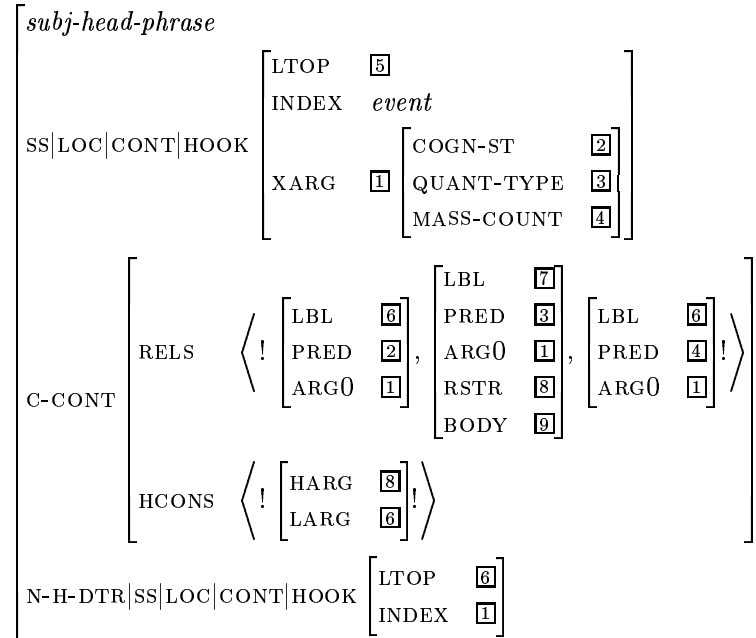 subj-head-phrase
SS|LOC|CONT|HOOK
LTOP 5
INDEX event
XARG 1
COGN-ST 2
QUANT-TYPE 3
MASS-COUNT 4
C-CONT
RELS
⟨ !
LBL 6
PRED 2
ARG0 1
,
LBL 7
PRED 3
ARG0 1
RSTR 8
BODY 9
,
LBL 6
PRED 4
ARG0 1
! ⟩
HCONS
⟨ !
HARG 8
LARG 6
! ⟩
N-H-DTR|SS|LOC|CONT|HOOK
LTOP 6
INDEX 1